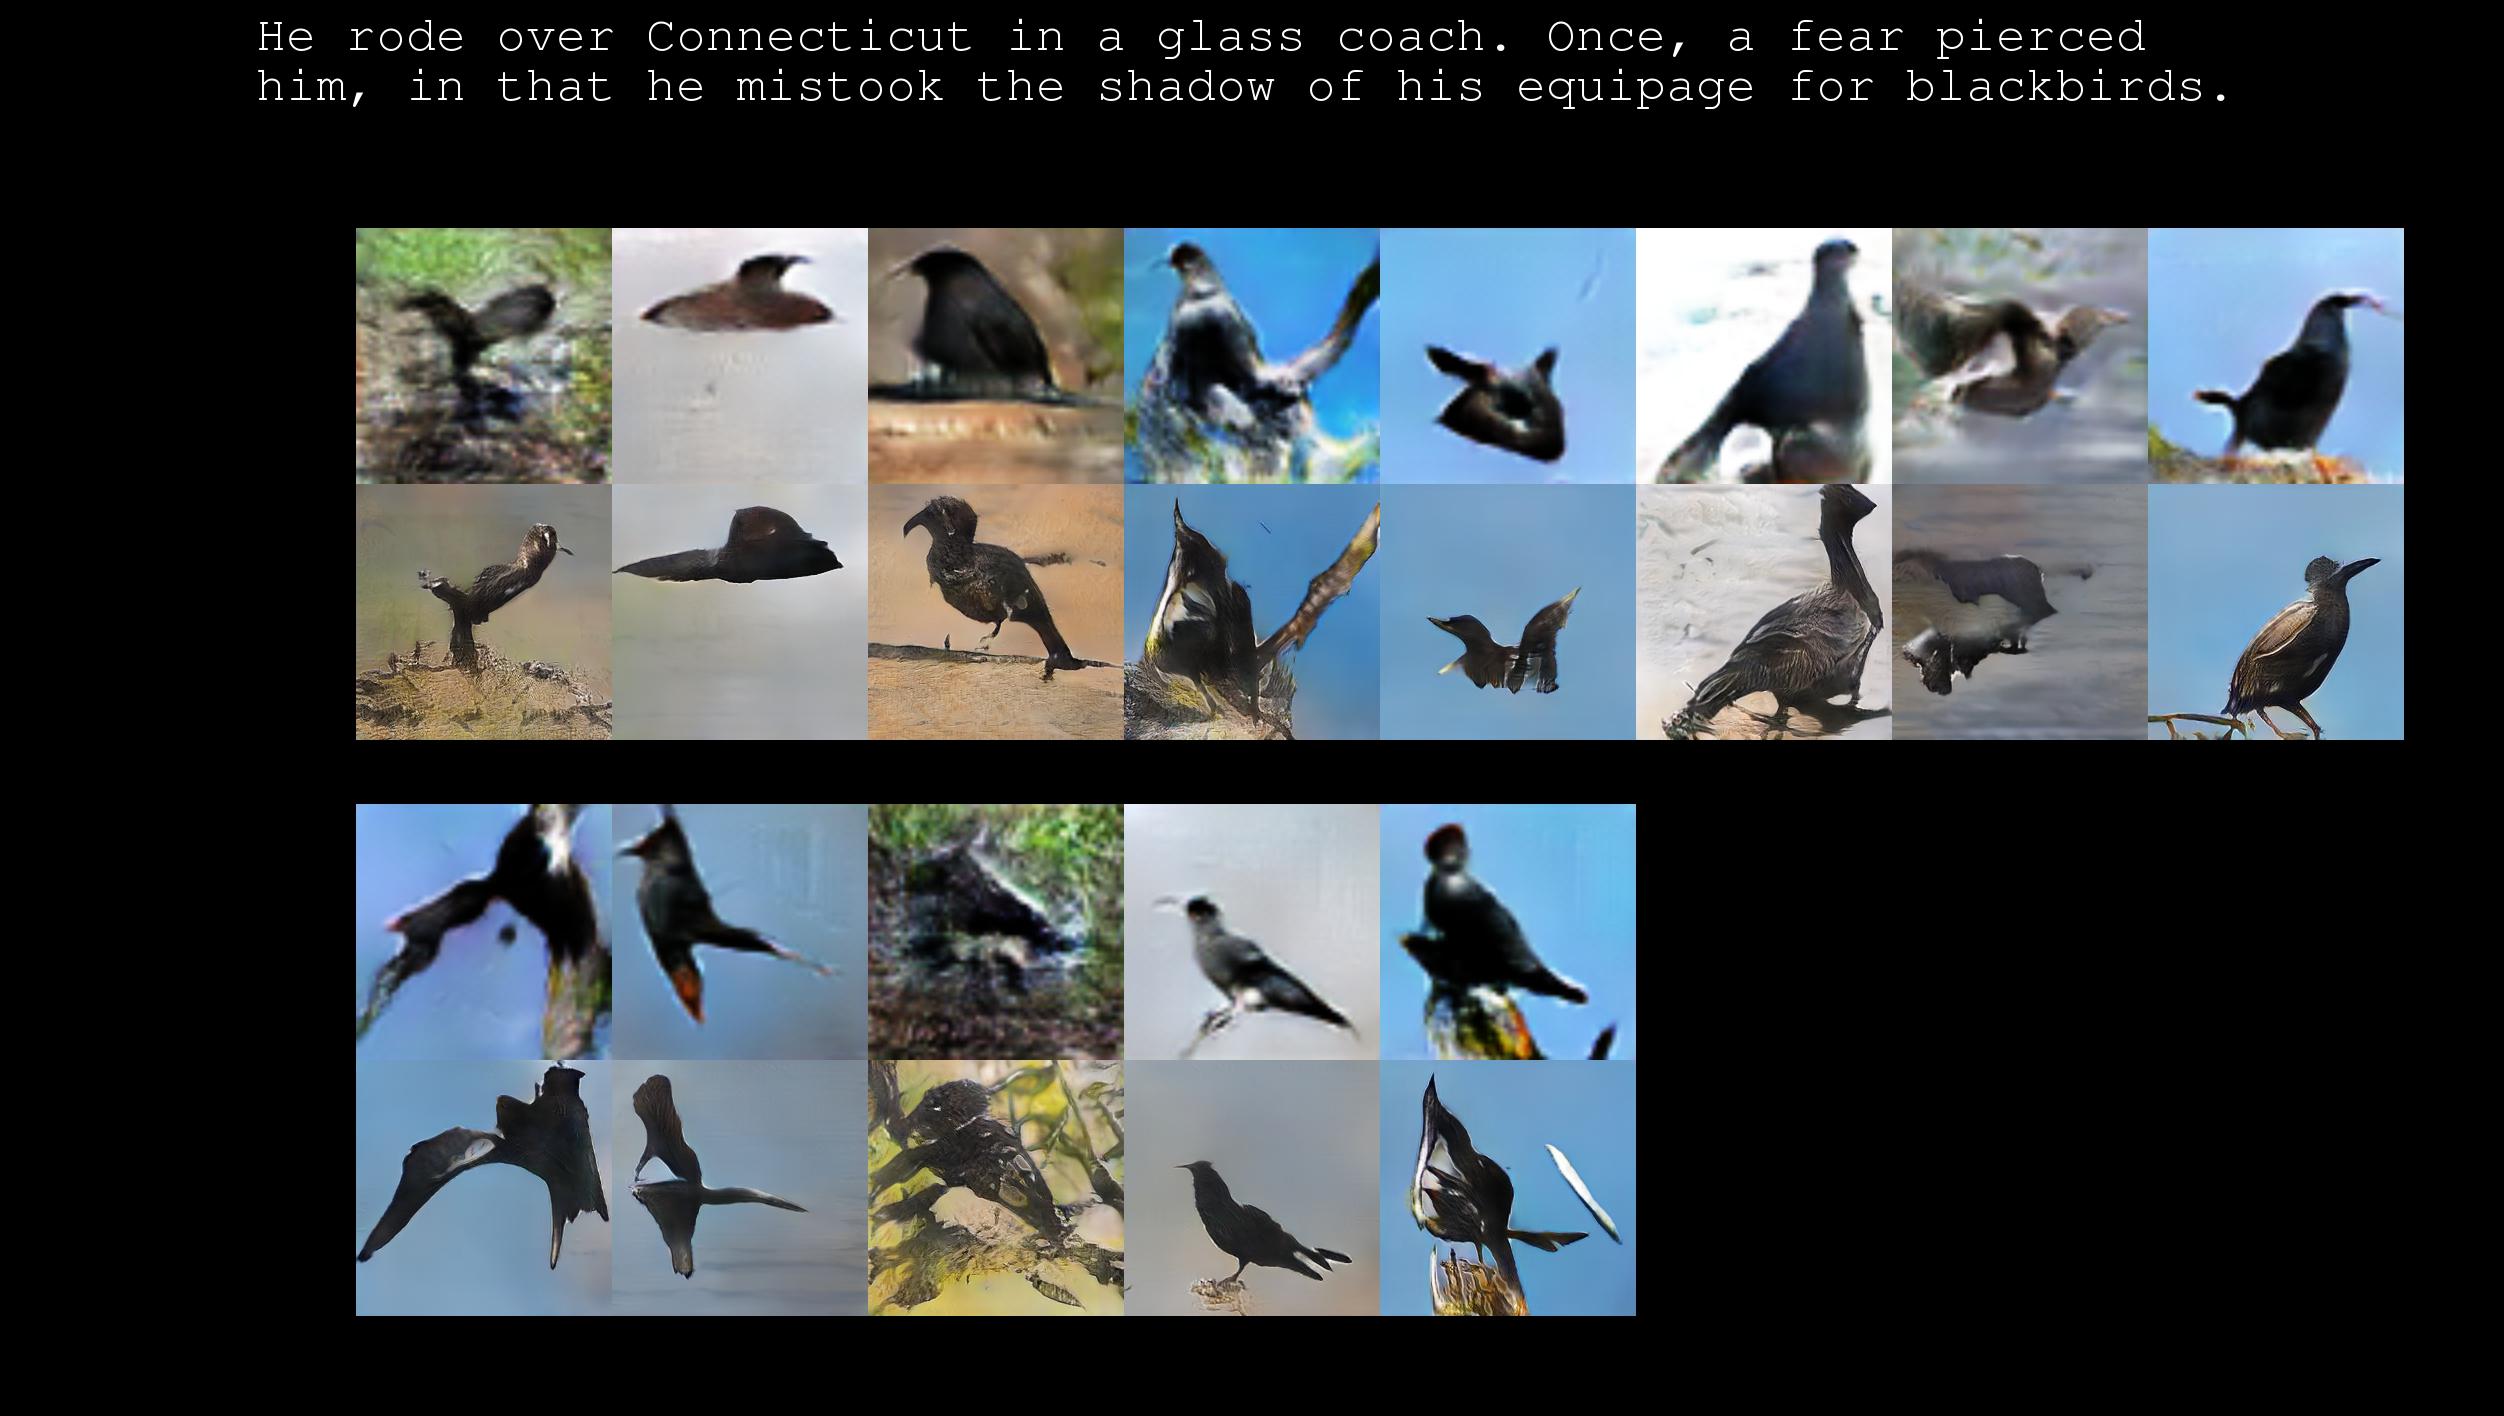 He rode over Connecticut in a glass coach. Once, a fear pierced
him, in that he mistook the shadow of his equipage for blackbirds.